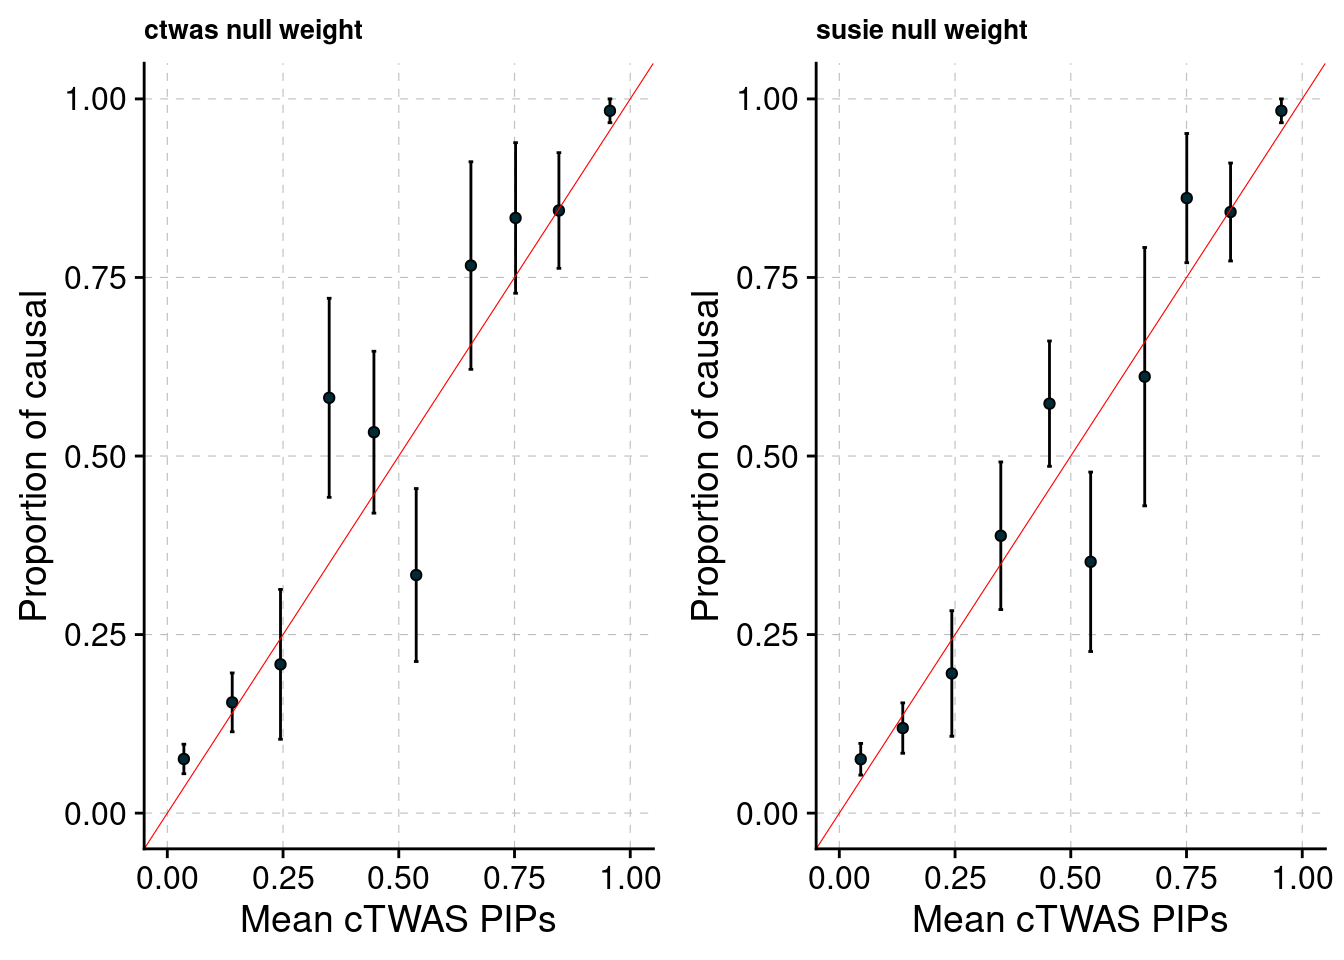 ctwas null weight
1.00
0.75
0.50
0.25
0.00
Proportion of causal
0.00 0.25 0.50 0.75 1.00
Mean cTWAS PIPs
susie null weight
1.00
0.75
0.50
0.25
0.00
Proportion of causal
0.00 0.25 0.50 0.75 1.00
Mean cTWAS PIPs